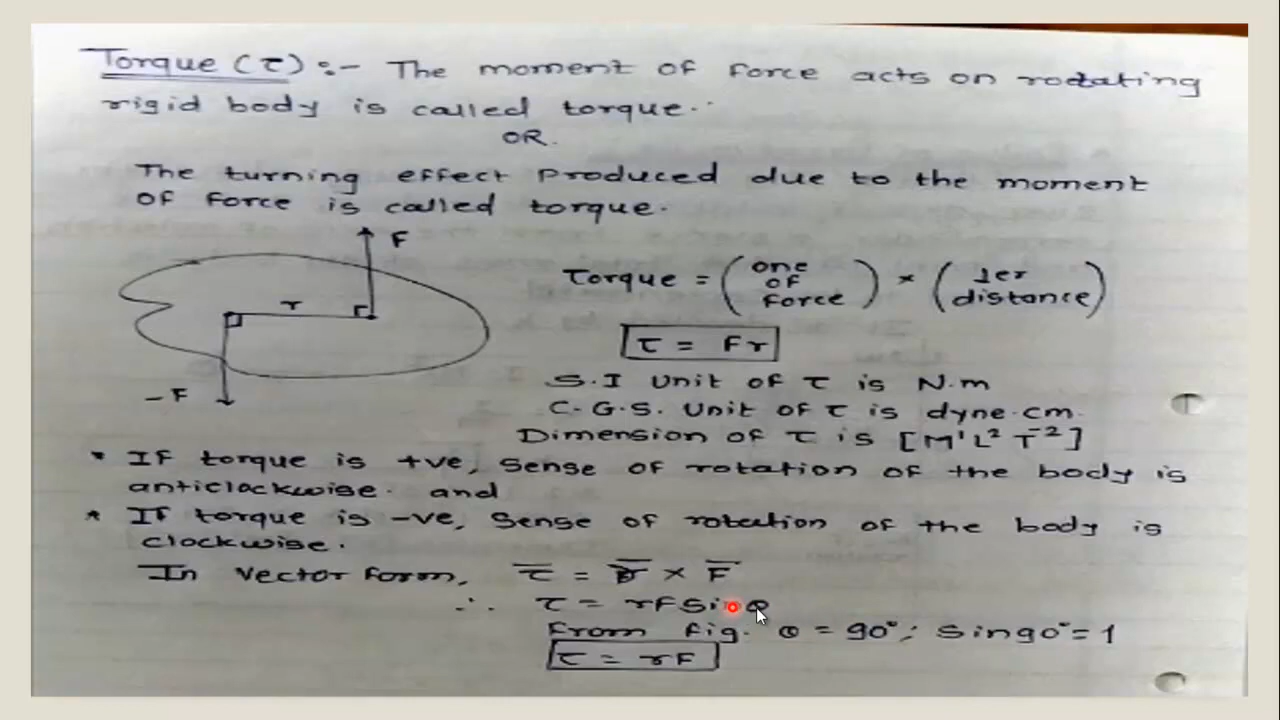 Torque (τ) :- The moment of force acts on rotating
rigid body is called torque.
OR.
The turning effect produced due to the moment
of force is called torque.
F
r
-F
Torque = (one of force) × (1er distance)
τ = Fr
S.I Unit of τ is N.m
C.G.S. Unit of τ is dyne.cm.
Dimension of τ is [M¹L²T⁻²]
* If torque is +ve, sense of rotation of the body is
anticlockwise. and
* If torque is -ve, sense of rotation of the body is
clockwise.
In vector form, τ̅ = r̅ × F̅
∴ τ = rF sin θ
From fig. θ = 90°; sin90° = 1
τ = rF